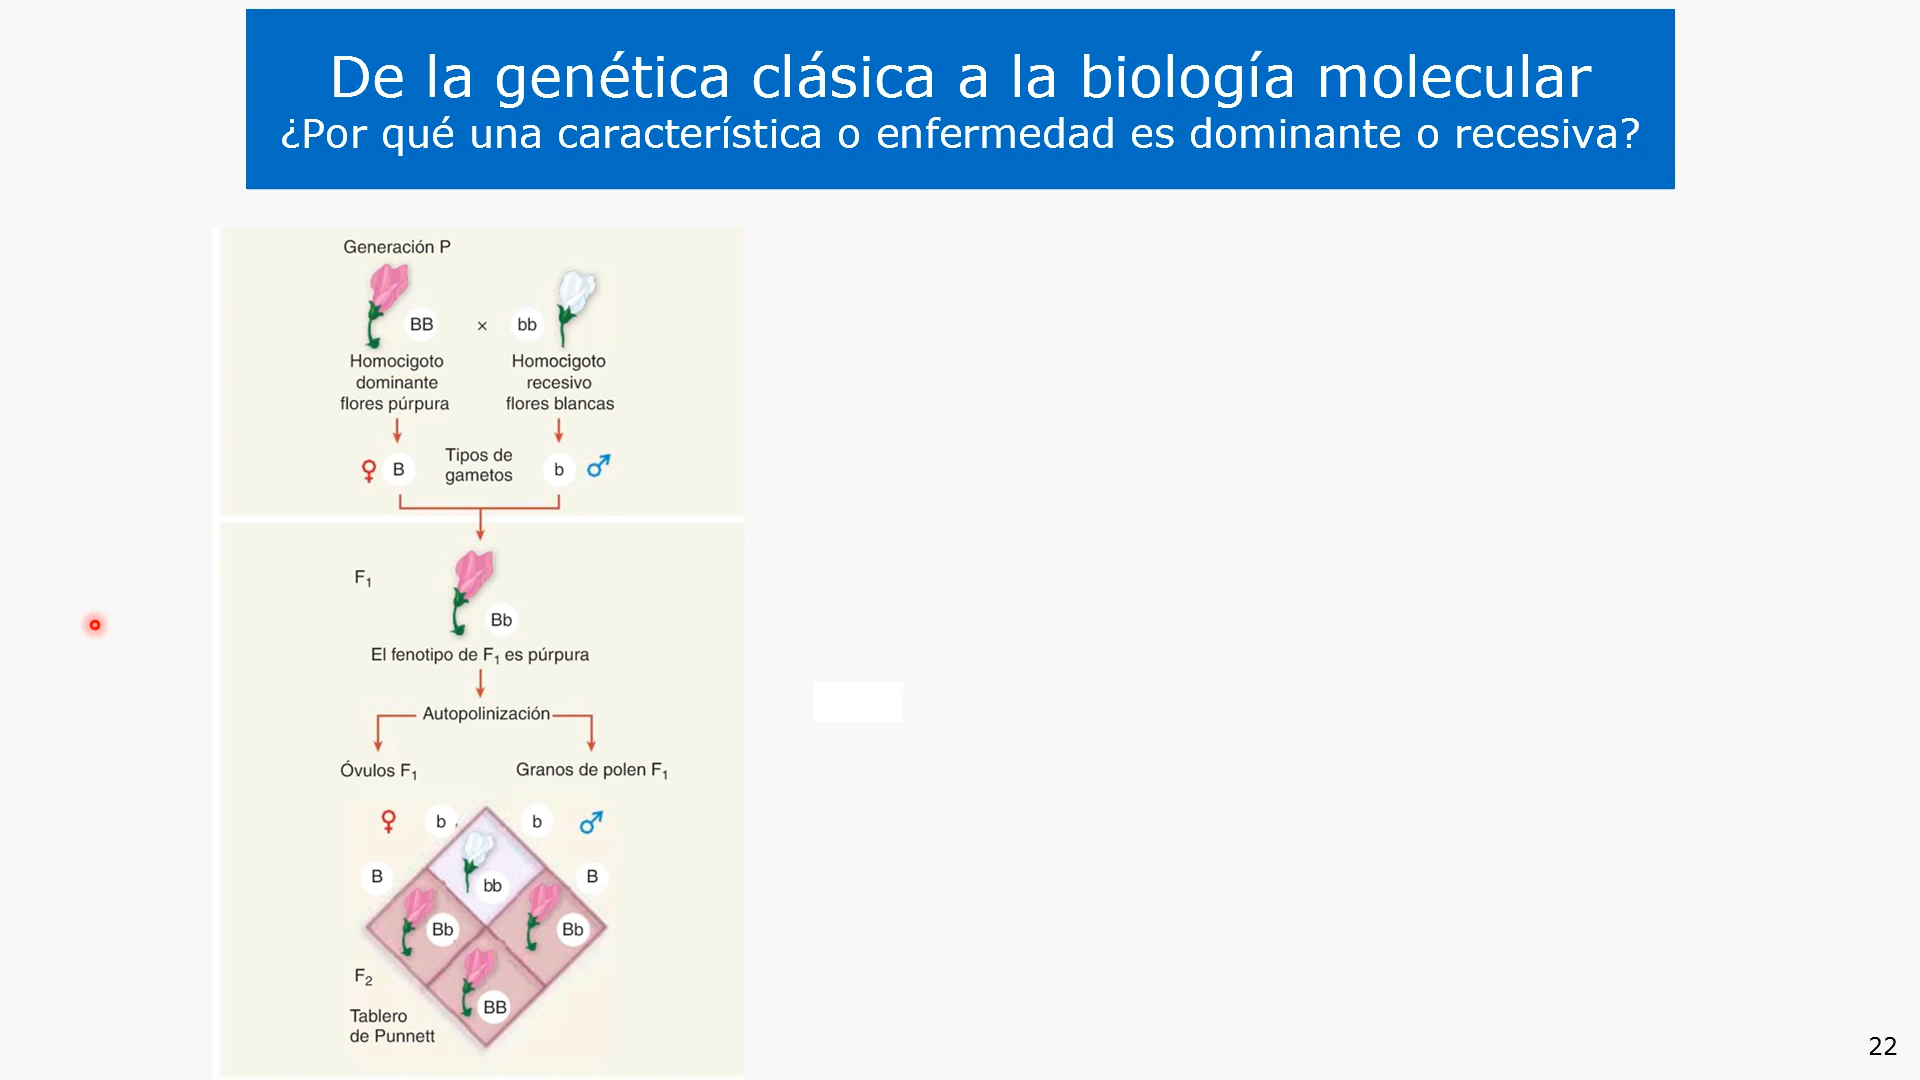 De la genética clásica a la biología molecular
¿Por qué una característica o enfermedad es dominante o recesiva?
Generación P
BB × bb
Homocigoto
dominante
flores púrpura
Homocigoto
recesivo
flores blancas
♀ B
Tipos de
gametos
b ♂
F₁
Bb
El fenotipo de F₁ es púrpura
Autopolinización
Óvulos F₁
Granos de polen F₁
♀ b b ♂
B B
bb
Bb Bb
F₂
BB
Tablero
de Punnett
22